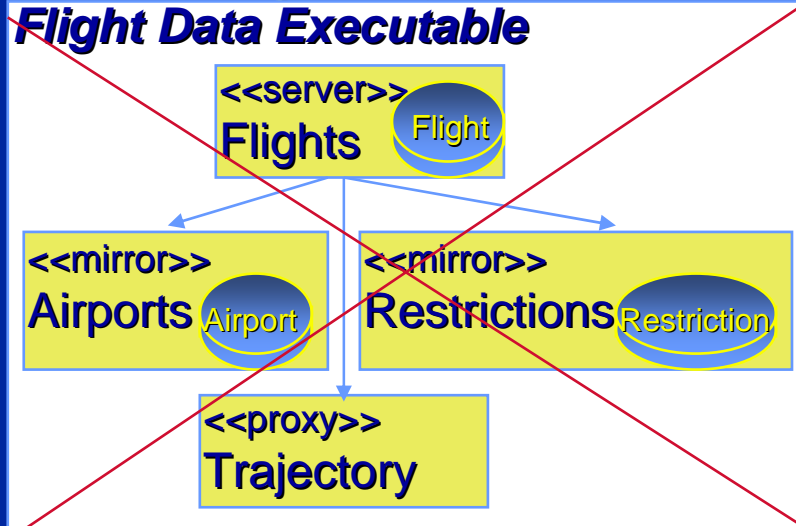 Flight Data Executable
<<server>>
Flights
Flight
<<mirror>>
Airports
Airport
<<mirror>>
Restrictions
Restriction
<<proxy>>
Trajectory